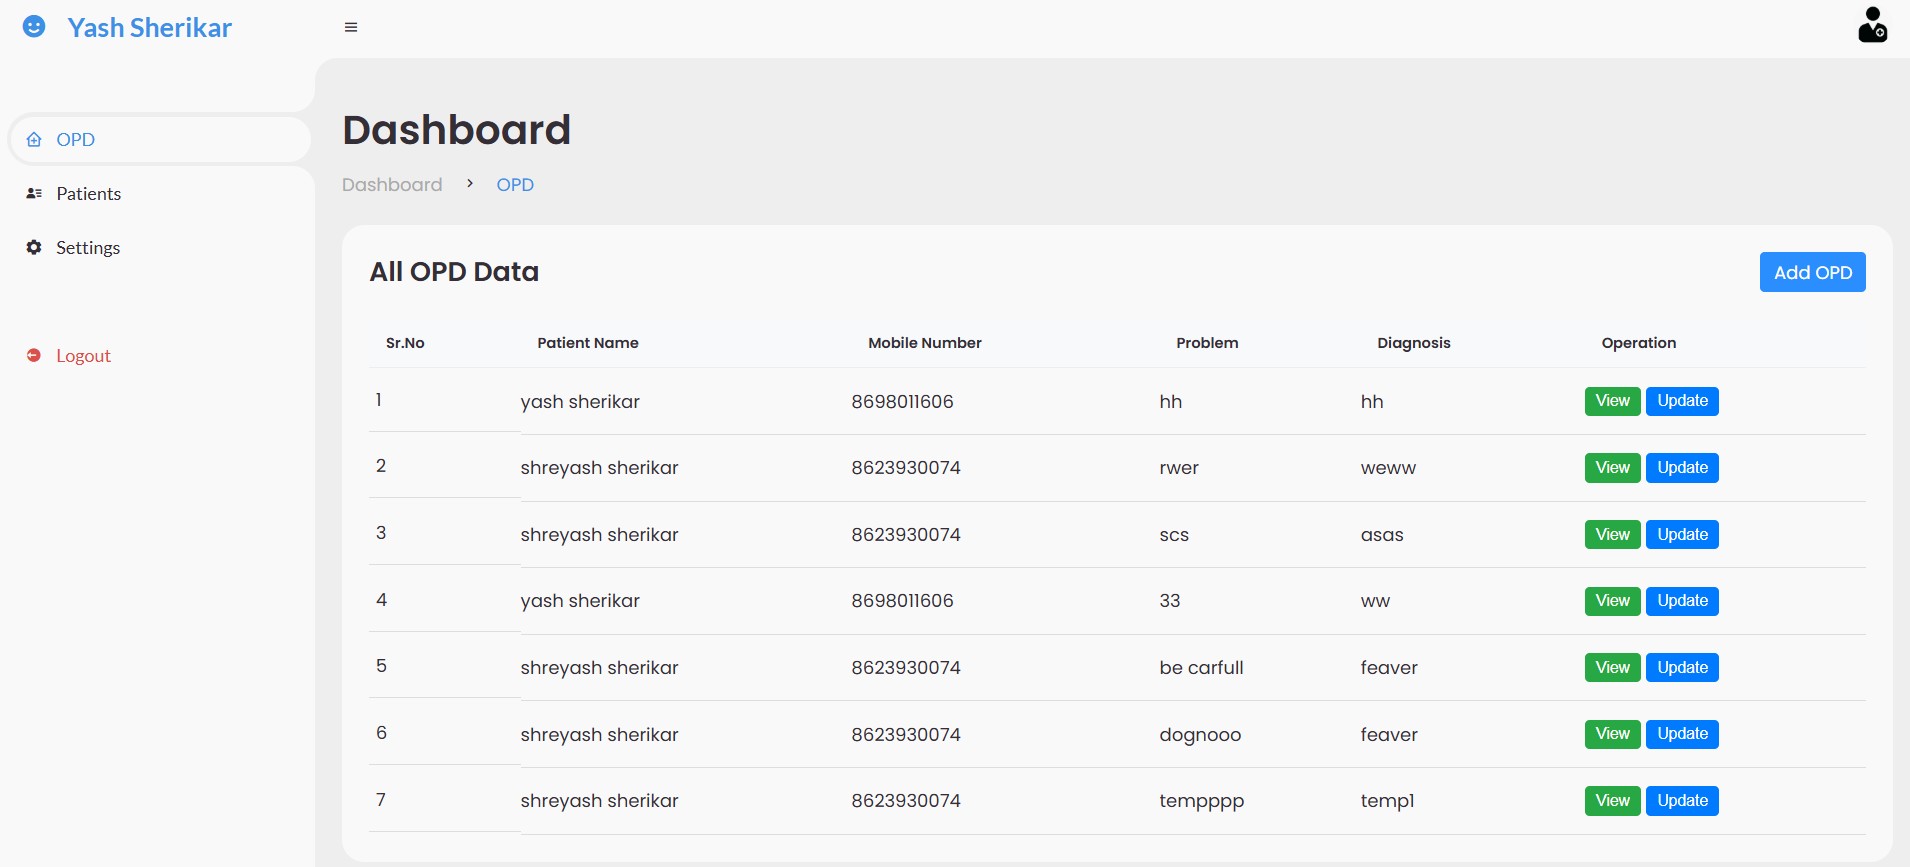 Yash Sherikar
OPD
Patients
Settings
Logout
Dashboard
Dashboard > OPD
All OPD Data
Add OPD
Sr.No Patient Name Mobile Number Problem Diagnosis Operation
1 yash sherikar 8698011606 hh hh View Update
2 shreyash sherikar 8623930074 rwer weww View Update
3 shreyash sherikar 8623930074 scs asas View Update
4 yash sherikar 8698011606 33 ww View Update
5 shreyash sherikar 8623930074 be carfull feaver View Update
6 shreyash sherikar 8623930074 dognooo feaver View Update
7 shreyash sherikar 8623930074 tempppp temp1 View Update